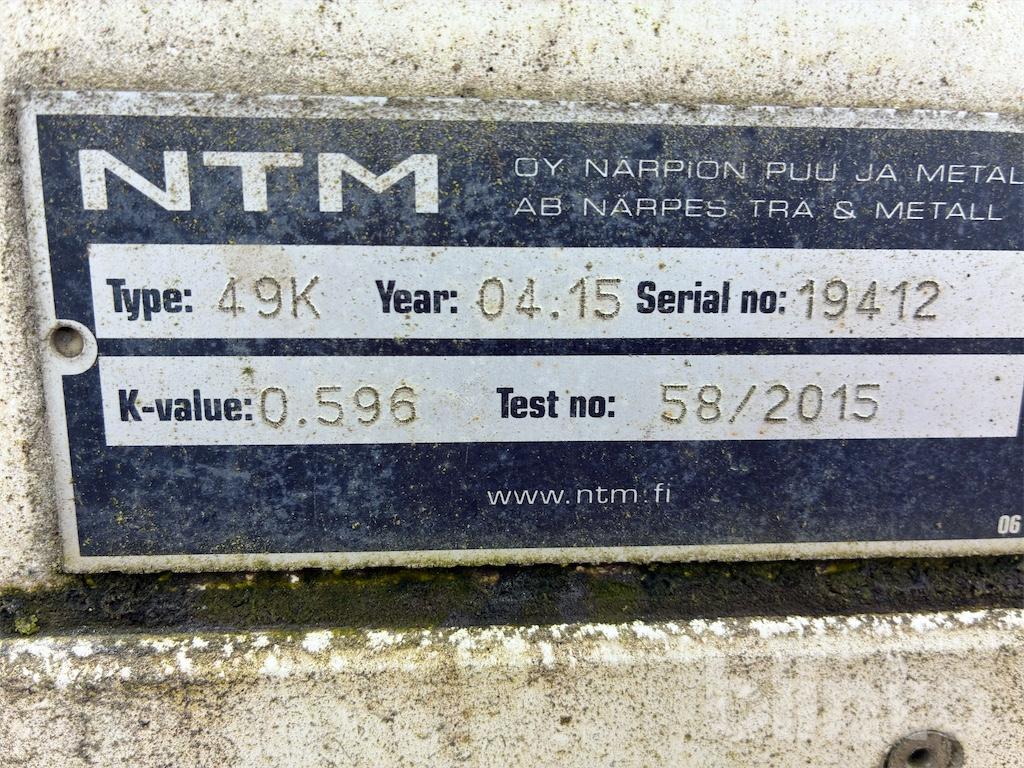 NTM
OY NÄRPIÖN PUU JA METAL
AB NÄRPES TRÄ & METALL
Type: 49K Year: 04.15 Serial no: 19412
K-value: 0.596 Test no: 58/2015
www.ntm.fi
06